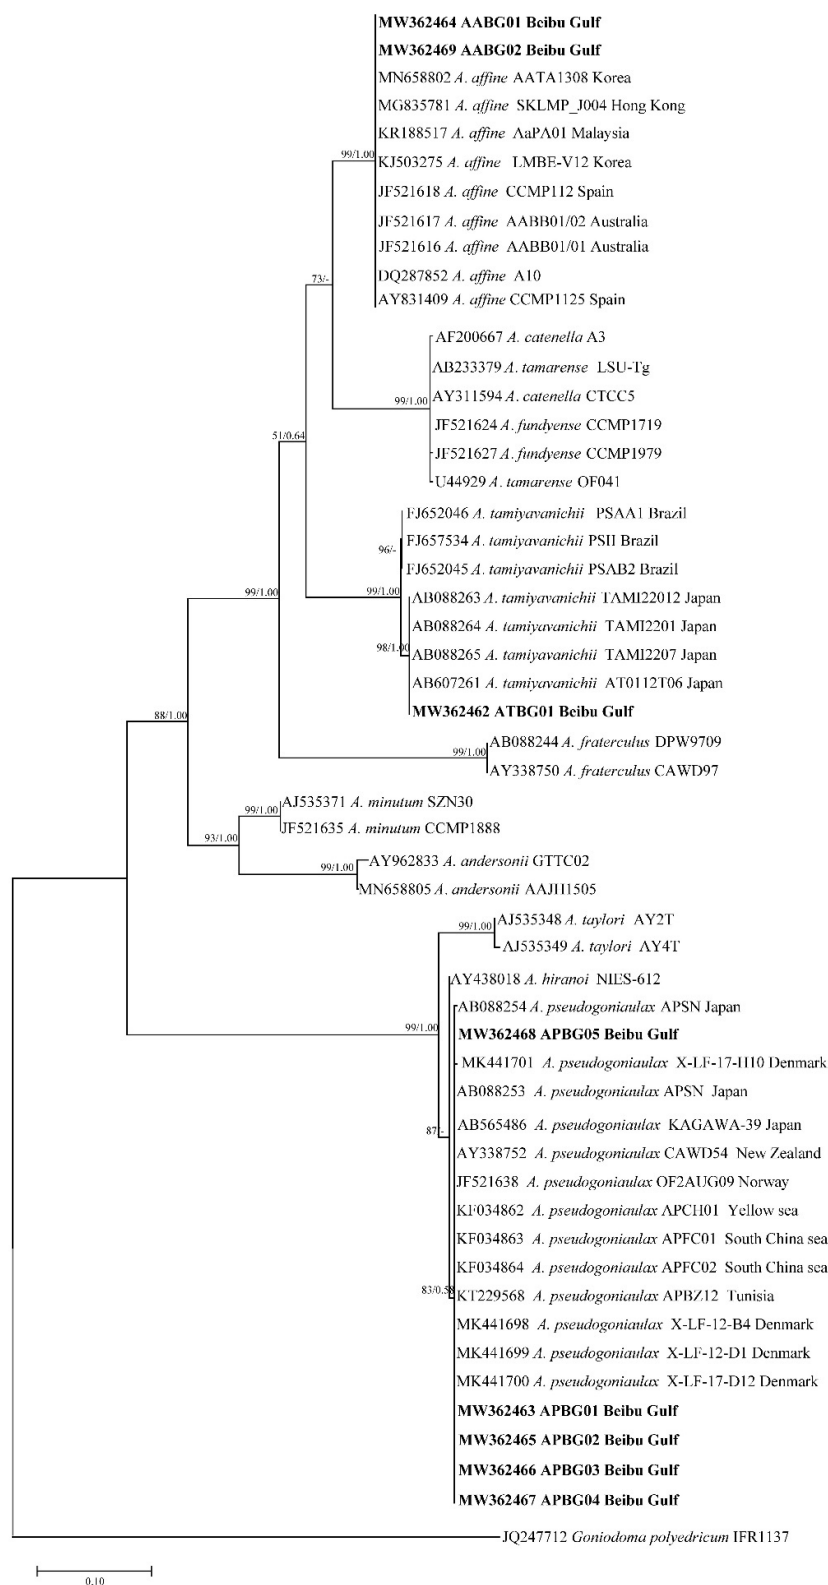 MW362464 AABG01 Beibu Gulf
MW362469 AABG02 Beibu Gulf
MN658802 A. affine AATA1308 Korea
99/1.00
MG835781 A. affine SKLMP_J004 Hong Kong
KR188517 A. affine AaPA01 Malaysia
KJ503275 A. affine LMBE-V12 Korea
JF521618 A. affine CCMP112 Spain
JF521617 A. affine AABB01/02 Australia
JF521616 A. affine AABB01/01 Australia
73/-
DQ287852 A. affine A10
AY831409 A. affine CCMP1125 Spain
AF200667 A. catenella A3
AB233379 A. tamarense LSU-Tg
99/1.00
AY311594 A. catenella CTCC5
JF521624 A. fundyense CCMP1719
51/0.64
JF521627 A. fundyense CCMP1979
U44929 A. tamarense OF041
FJ652046 A. tamiyavanichii PSAA1 Brazil
FJ657534 A. tamiyavanichii PSII Brazil
96/-
FJ652045 A. tamiyavanichii PSAB2 Brazil
99/1.00
99/1.00
AB088263 A. tamiyavanichii TAMI22012 Japan
AB088264 A. tamiyavanichii TAMI2201 Japan
98/1.00
AB088265 A. tamiyavanichii TAMI2207 Japan
AB607261 A. tamiyavanichii AT0112T06 Japan
88/1.00
MW362462 ATBG01 Beibu Gulf
AB088244 A. fraterculus DPW9709
99/1.00
AY338750 A. fraterculus CAWD97
AJ535371 A. minutum SZN30
99/1.00
JF521635 A. minutum CCMP1888
93/1.00
AY962833 A. andersonii GTTC02
99/1.00
MN658805 A. andersonii AAJH1505
AJ535348 A. taylori AY2T
99/1.00
AJ535349 A. taylori AY4T
AY438018 A. hiranoi NIES-612
AB088254 A. pseudogoniaulax APSN Japan
99/1.00
MW362468 APBG05 Beibu Gulf
MK441701 A. pseudogoniaulax X-LF-17-H10 Denmark
AB088253 A. pseudogoniaulax APSN Japan
87/-
AB565486 A. pseudogoniaulax KAGAWA-39 Japan
AY338752 A. pseudogoniaulax CAWD54 New Zealand
JF521638 A. pseudogoniaulax OF2AUG09 Norway
KF034862 A. pseudogoniaulax APCH01 Yellow sea
KF034863 A. pseudogoniaulax APFC01 South China sea
KF034864 A. pseudogoniaulax APFC02 South China sea
83/0.58
KT229568 A. pseudogoniaulax APBZ12 Tunisia
MK441698 A. pseudogoniaulax X-LF-12-B4 Denmark
MK441699 A. pseudogoniaulax X-LF-12-D1 Denmark
MK441700 A. pseudogoniaulax X-LF-17-D12 Denmark
MW362463 APBG01 Beibu Gulf
MW362465 APBG02 Beibu Gulf
MW362466 APBG03 Beibu Gulf
MW362467 APBG04 Beibu Gulf
JQ247712 Goniodoma polyedricum IFR1137
0.10